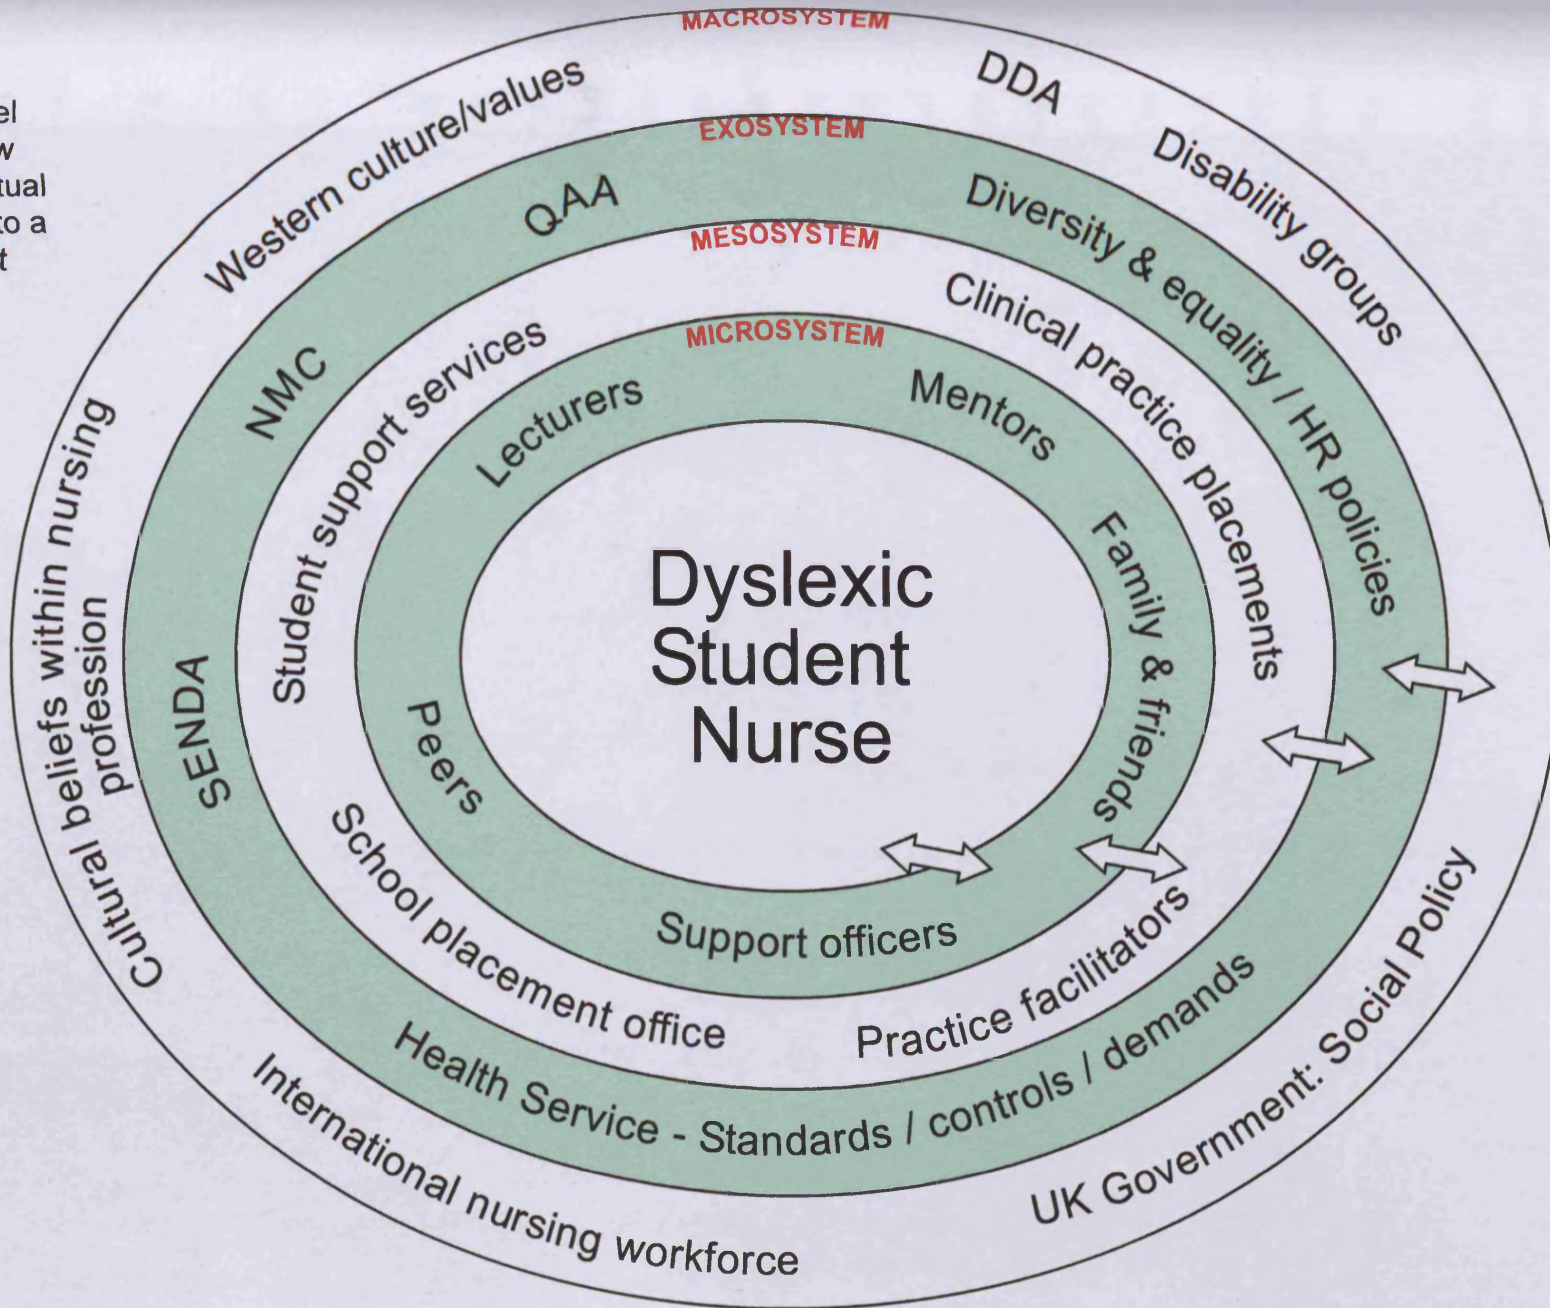 MACROSYSTEM
Western culture/values
DDA
Disability groups
UK Government: Social Policy
International nursing workforce
Cultural beliefs within nursing
profession
EXOSYSTEM
QAA
Diversity & equality / HR policies
Health Service - Standards / controls / demands
SENDA
NMC
MESOSYSTEM
Student support services
Clinical practice placements
Practice facilitators
School placement office
MICROSYSTEM
Lecturers
Mentors
Family & friends
Support officers
Peers
Dyslexic
Student
Nurse
to a